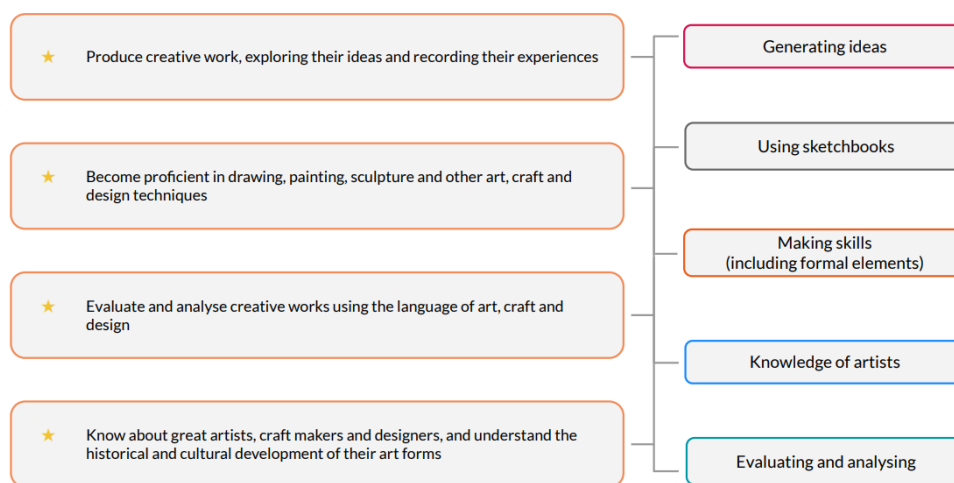 Produce creative work, exploring their ideas and recording their experiences
Become proficient in drawing, painting, sculpture and other art, craft and
design techniques
Evaluate and analyse creative works using the language of art, craft and
design
Know about great artists, craft makers and designers, and understand the
historical and cultural development of their art forms
Generating ideas
Using sketchbooks
Making skills
(including formal elements)
Knowledge of artists
Evaluating and analysing